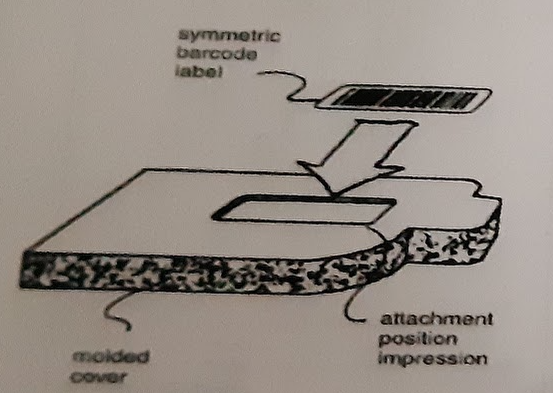 symmetric
barcode
label
attachment
position
impression
molded
cover